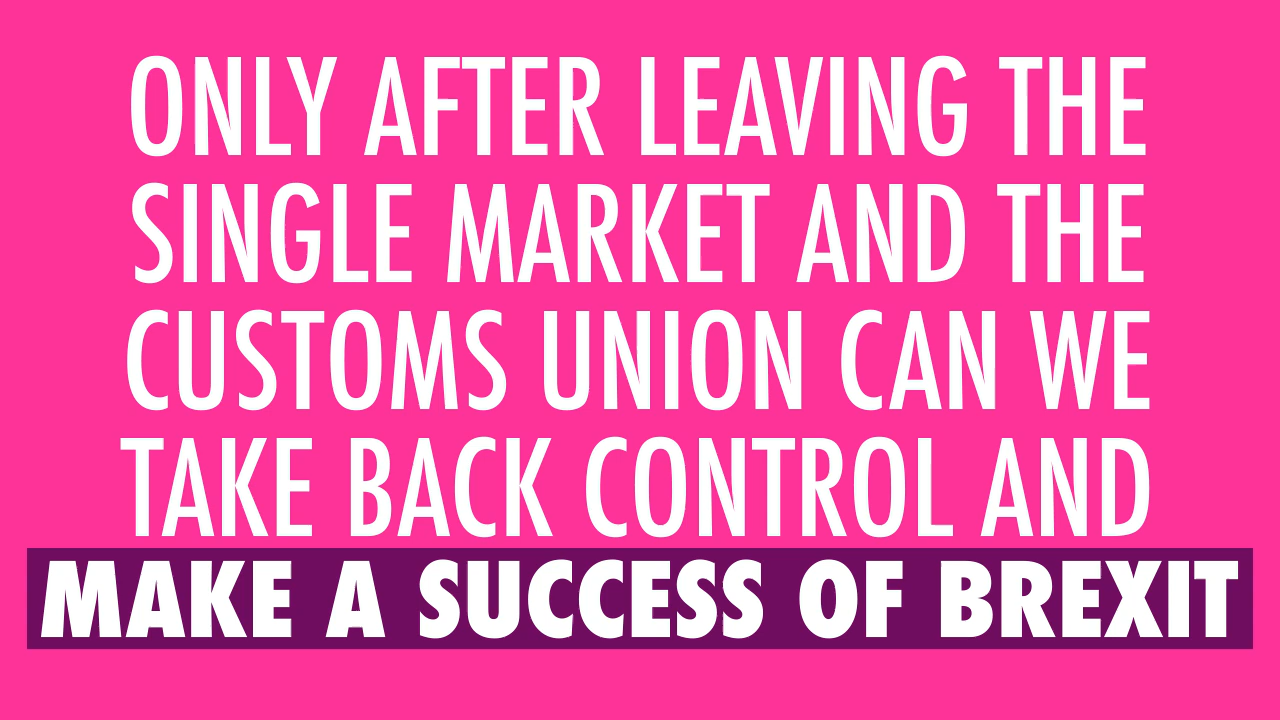 ONLY AFTER LEAVING THE
SINGLE MARKET AND THE
CUSTOMS UNION CAN WE
TAKE BACK CONTROL AND
MAKE A SUCCESS OF BREXIT